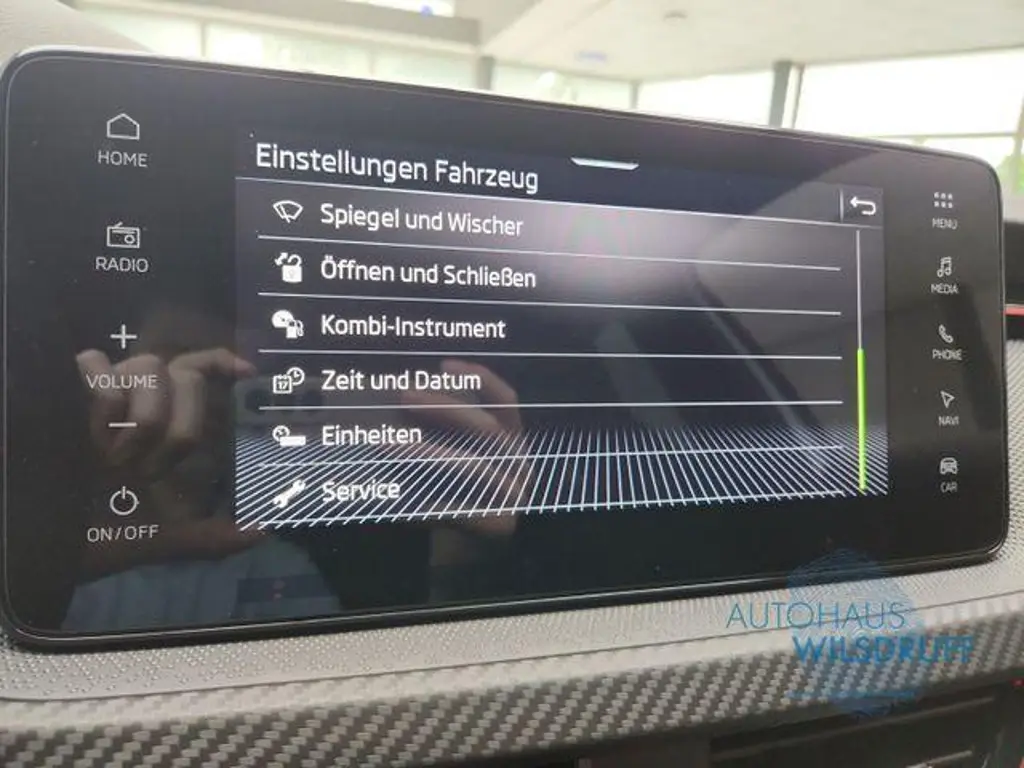 HOME
RADIO
VOLUME
ON/OFF
Einstellungen Fahrzeug
Spiegel und Wischer
Öffnen und Schließen
Kombi-Instrument
17
Zeit und Datum
Einheiten
Service
MENU
MEDIA
PHONE
NAVI
CAR
AUTOHAUS
WILSDRUFF